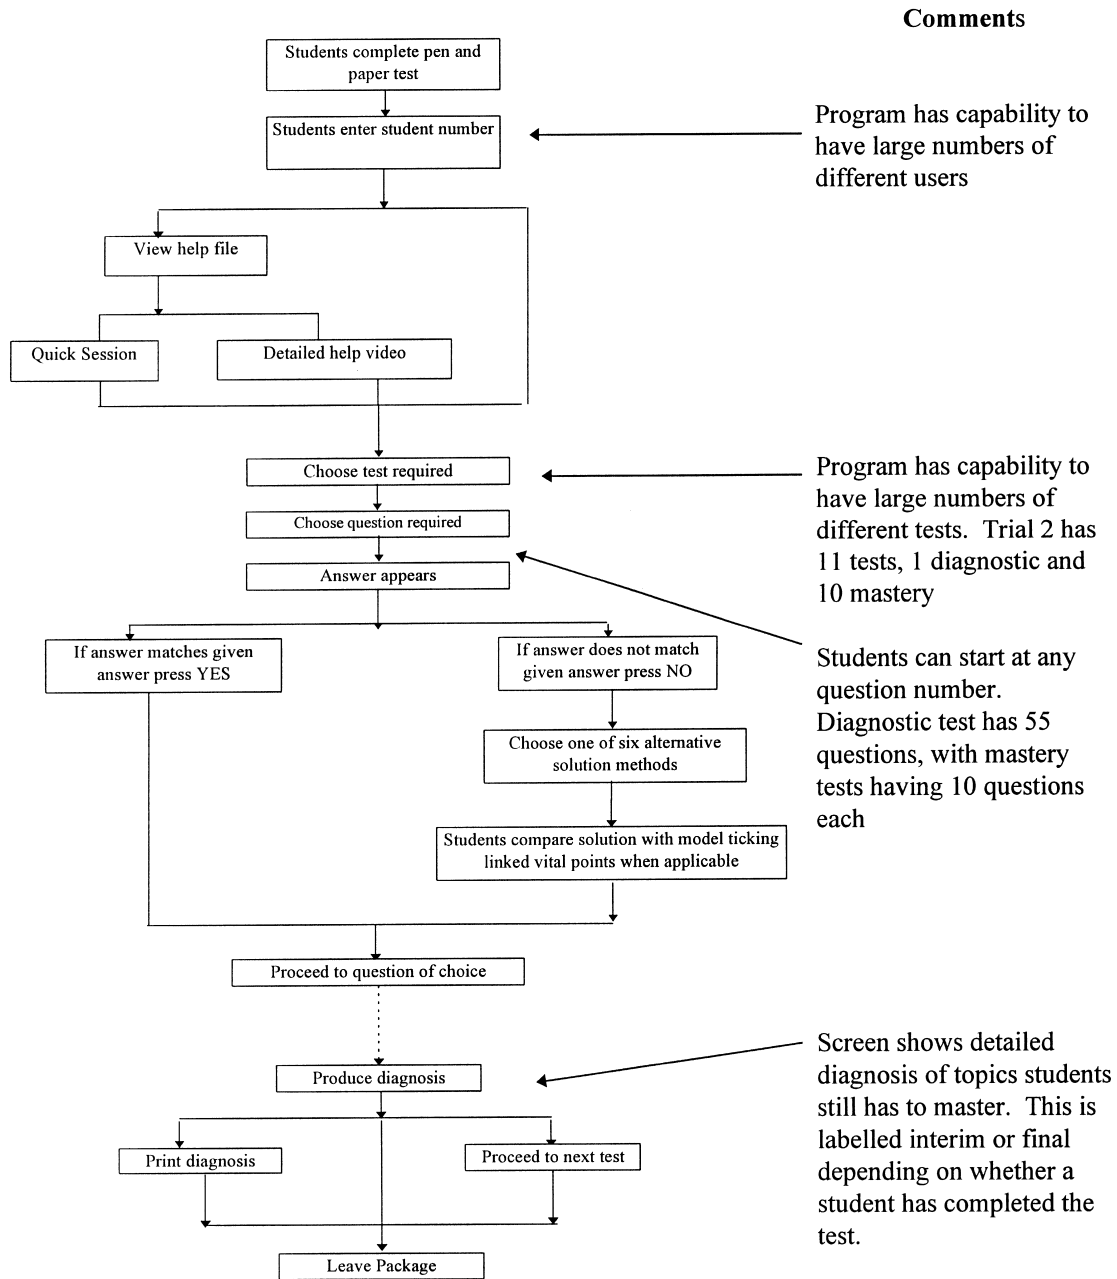 Comments
Students complete pen and
paper test
Students enter student number
Program has capability to
have large numbers of
different users
View help file
Quick Session
Detailed help video
Choose test required
Program has capability to
have large numbers of
different tests. Trial 2 has
11 tests, 1 diagnostic and
10 mastery
Choose question required
Answer appears
If answer matches given
answer press YES
If answer does not match
given answer press NO
Students can start at any
question number.
Diagnostic test has 55
questions, with mastery
tests having 10 questions
each
Choose one of six alternative
solution methods
Students compare solution with model ticking
linked vital points when applicable
Proceed to question of choice
Produce diagnosis
Screen shows detailed
diagnosis of topics students
still has to master. This is
labelled interim or final
depending on whether a
student has completed the
test.
Print diagnosis
Proceed to next test
Leave Package